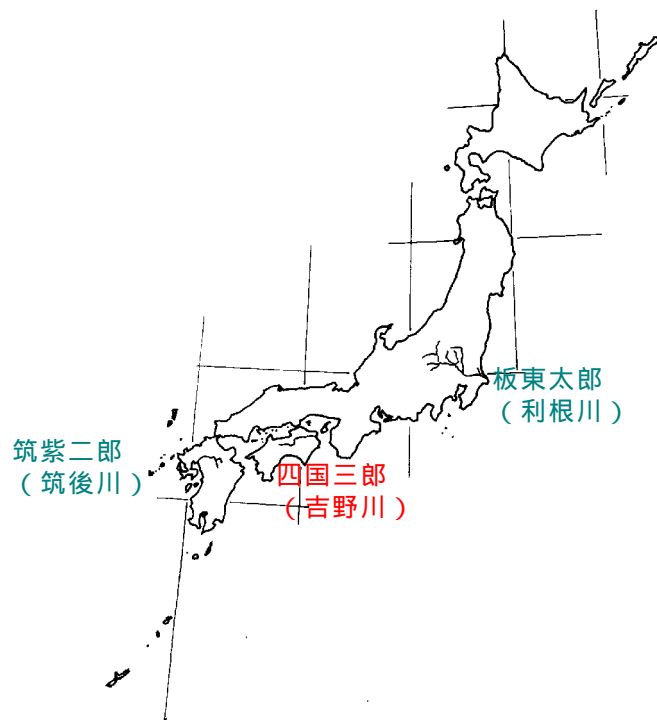 板東太郎
（利根川）
筑紫二郎
（筑後川）
四国三郎
（吉野川）